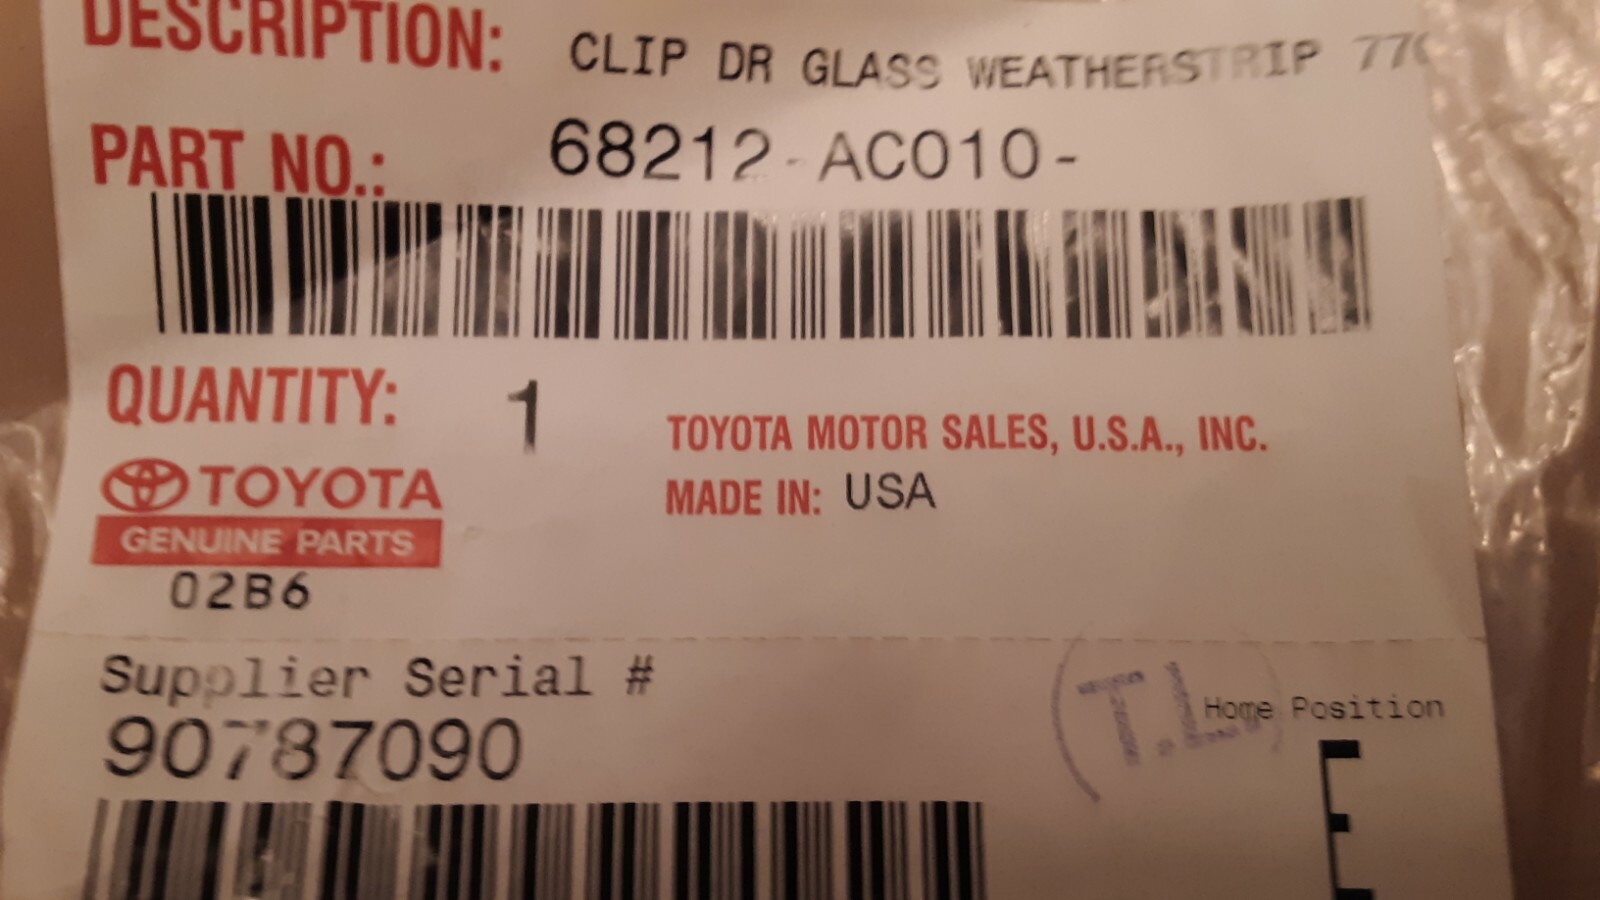 DESCRIPTION: CLIP DR GLASS WEATHERSTRIP 770
PART NO.: 68212-AC010-
QUANTITY: 1
TOYOTA MOTOR SALES, U.S.A., INC.
MADE IN: USA
TOYOTA
GENUINE PARTS
02B6
Supplier Serial #
90787090
Home Position